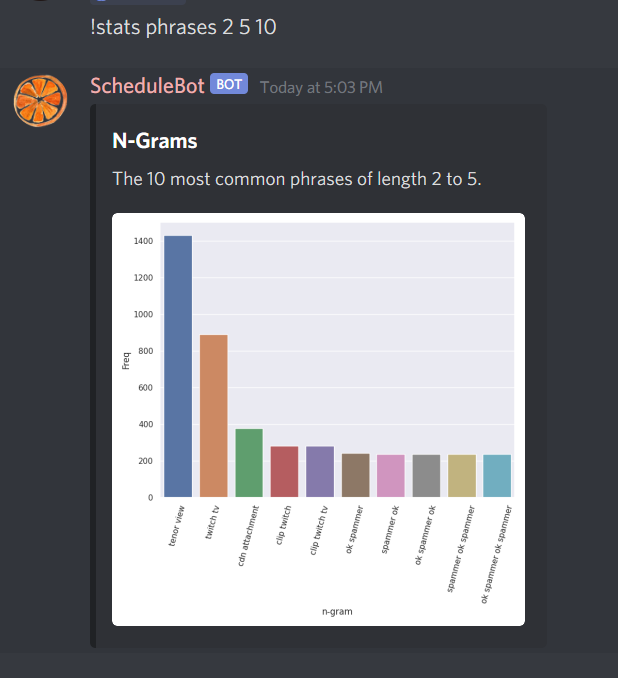 !stats phrases 2 5 10
ScheduleBot BOT Today at 5:03 PM
N-Grams
The 10 most common phrases of length 2 to 5.
1400
1200
1000
800
600
400
200
0
Freq
tenor view
twitch tv
cdn attachment
clip twitch
clip twitch tv
ok spammer
spammer ok
ok spammer ok
spammer ok spammer
ok spammer ok spammer
n-gram